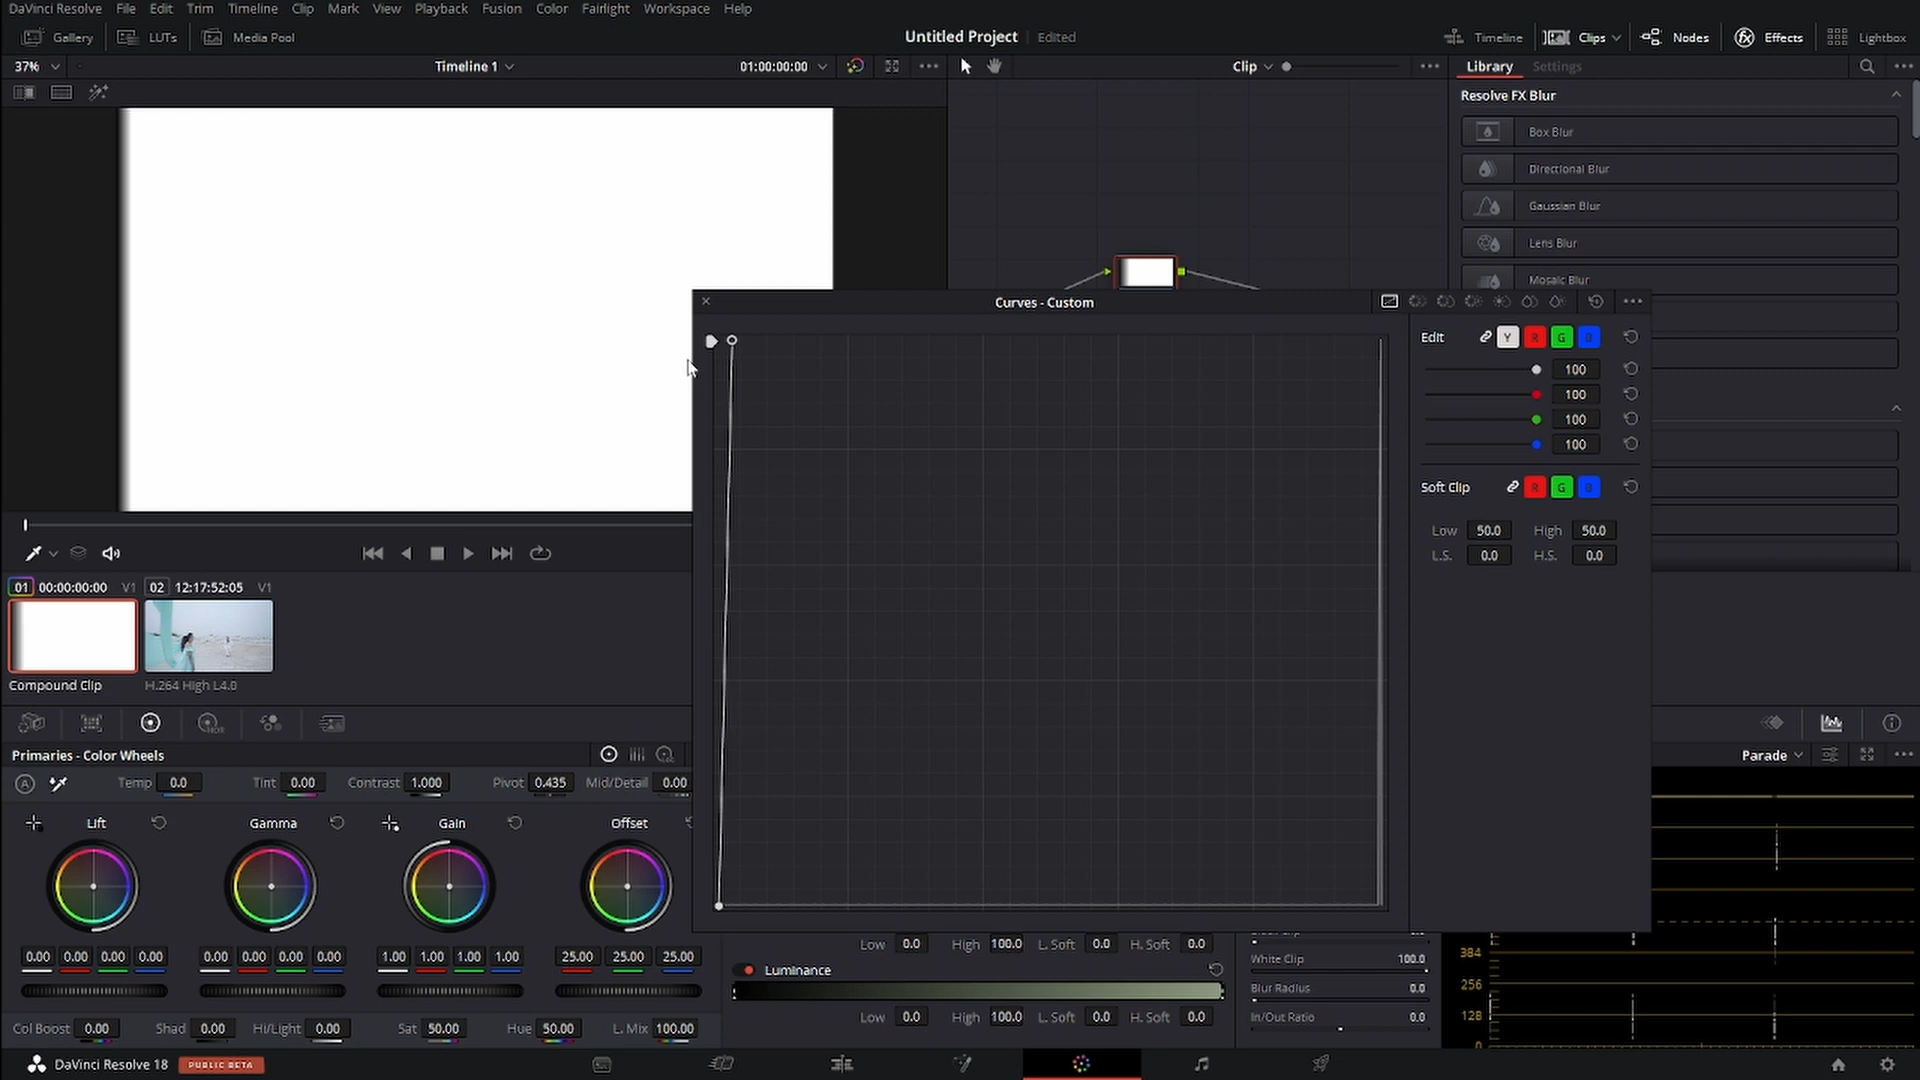 DaVinci Resolve File Edit Trim Timeline Clip Mark View Playback Fusion Color Fairlight Workspace Help
Gallery LUTs Media Pool Untitled Project Edited Timeline Clips Nodes Effects Lightbox
37% Timeline 1 01:00:00:00 Clip Library Settings
Resolve FX Blur
Box Blur
Directional Blur
Gaussian Blur
Lens Blur
Mosaic Blur
Curves - Custom
Edit Y R G B
100
100
100
100
Soft Clip R G B
Low 50.0 High 50.0
L.S. 0.0 H.S. 0.0
01 00:00:00:00 V1 02 12:17:52:05 V1
Compound Clip H.264 High L4.0
Primaries - Color Wheels
Parade
A Temp 0.0 Tint 0.00 Contrast 1.000 Pivot 0.435 Mid/Detail 0.00
Lift Gamma Gain Offset
0.00 0.00 0.00 0.00 0.00 0.00 0.00 0.00 1.00 1.00 1.00 1.00 25.00 25.00 25.00
Col Boost 0.00 Shad 0.00 Hi/Light 0.00 Sat 50.00 Hue 50.00 L. Mix 100.00
Low 0.0 High 100.0 L. Soft 0.0 H. Soft 0.0
Luminance
Low 0.0 High 100.0 L. Soft 0.0 H. Soft 0.0
White Clip 100.0
Blur Radius 0.0
In/Out Ratio 0.0
384
256
128
0
DaVinci Resolve 18 PUBLIC BETA